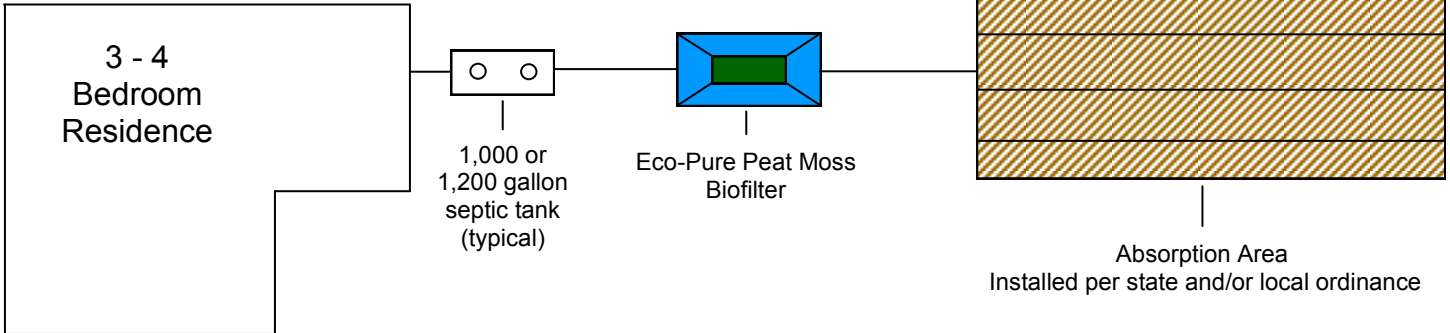 3 - 4
Bedroom
Residence
1,000 or
1,200 gallon
septic tank
(typical)
Eco-Pure Peat Moss
Biofilter
Absorption Area
Installed per state and/or local ordinance